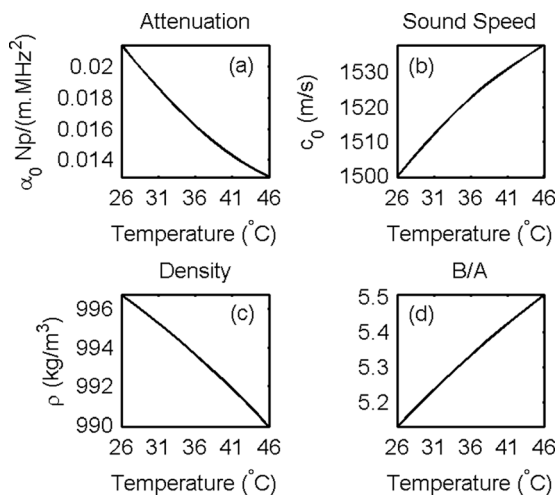 Attenuation
α₀ Np/(m.MHz²)
0.02
0.018
0.016
0.014
(a)
26 31 36 41 46
Temperature (°C)
Sound Speed
c₀ (m/s)
1530
1520
1510
1500
(b)
26 31 36 41 46
Temperature (°C)
Density
ρ (kg/m³)
996
994
992
990
(c)
26 31 36 41 46
Temperature (°C)
B/A
5.5
5.4
5.3
5.2
(d)
26 31 36 41 46
Temperature (°C)